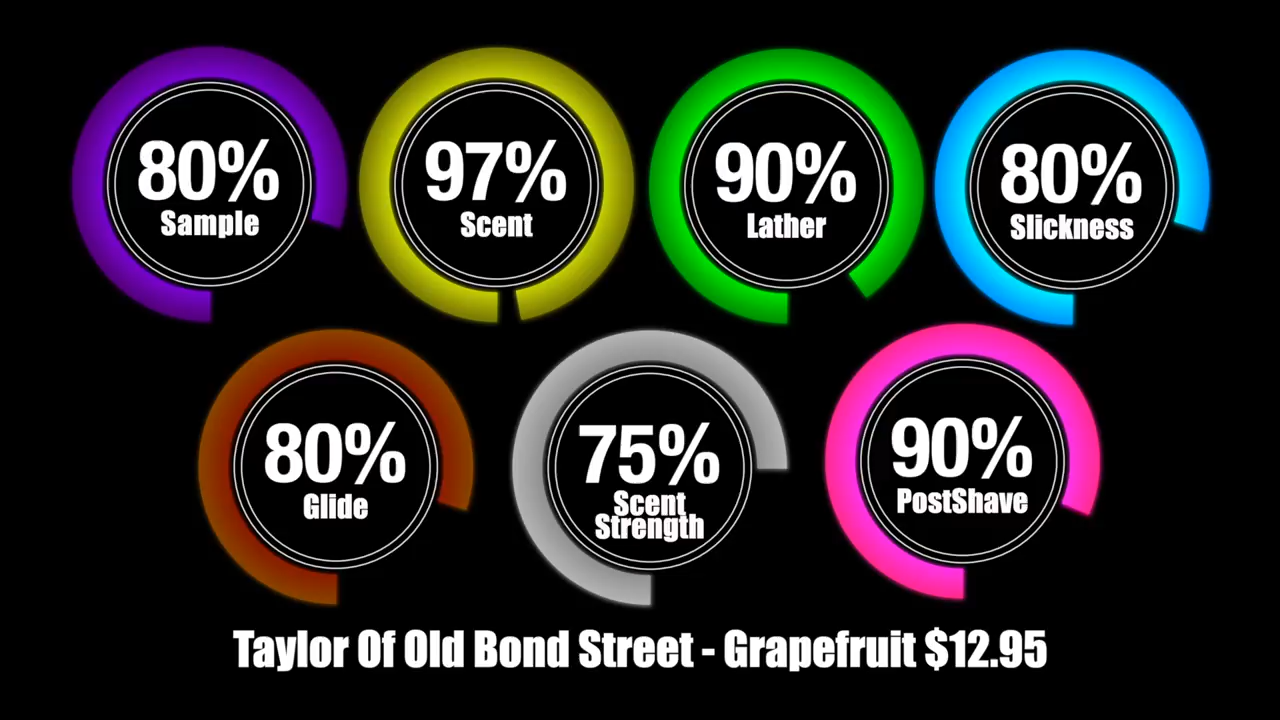 80%
Sample
97%
Scent
90%
Lather
80%
Slickness
80%
Glide
75%
Scent
Strength
90%
PostShave
Taylor Of Old Bond Street - Grapefruit $12.95